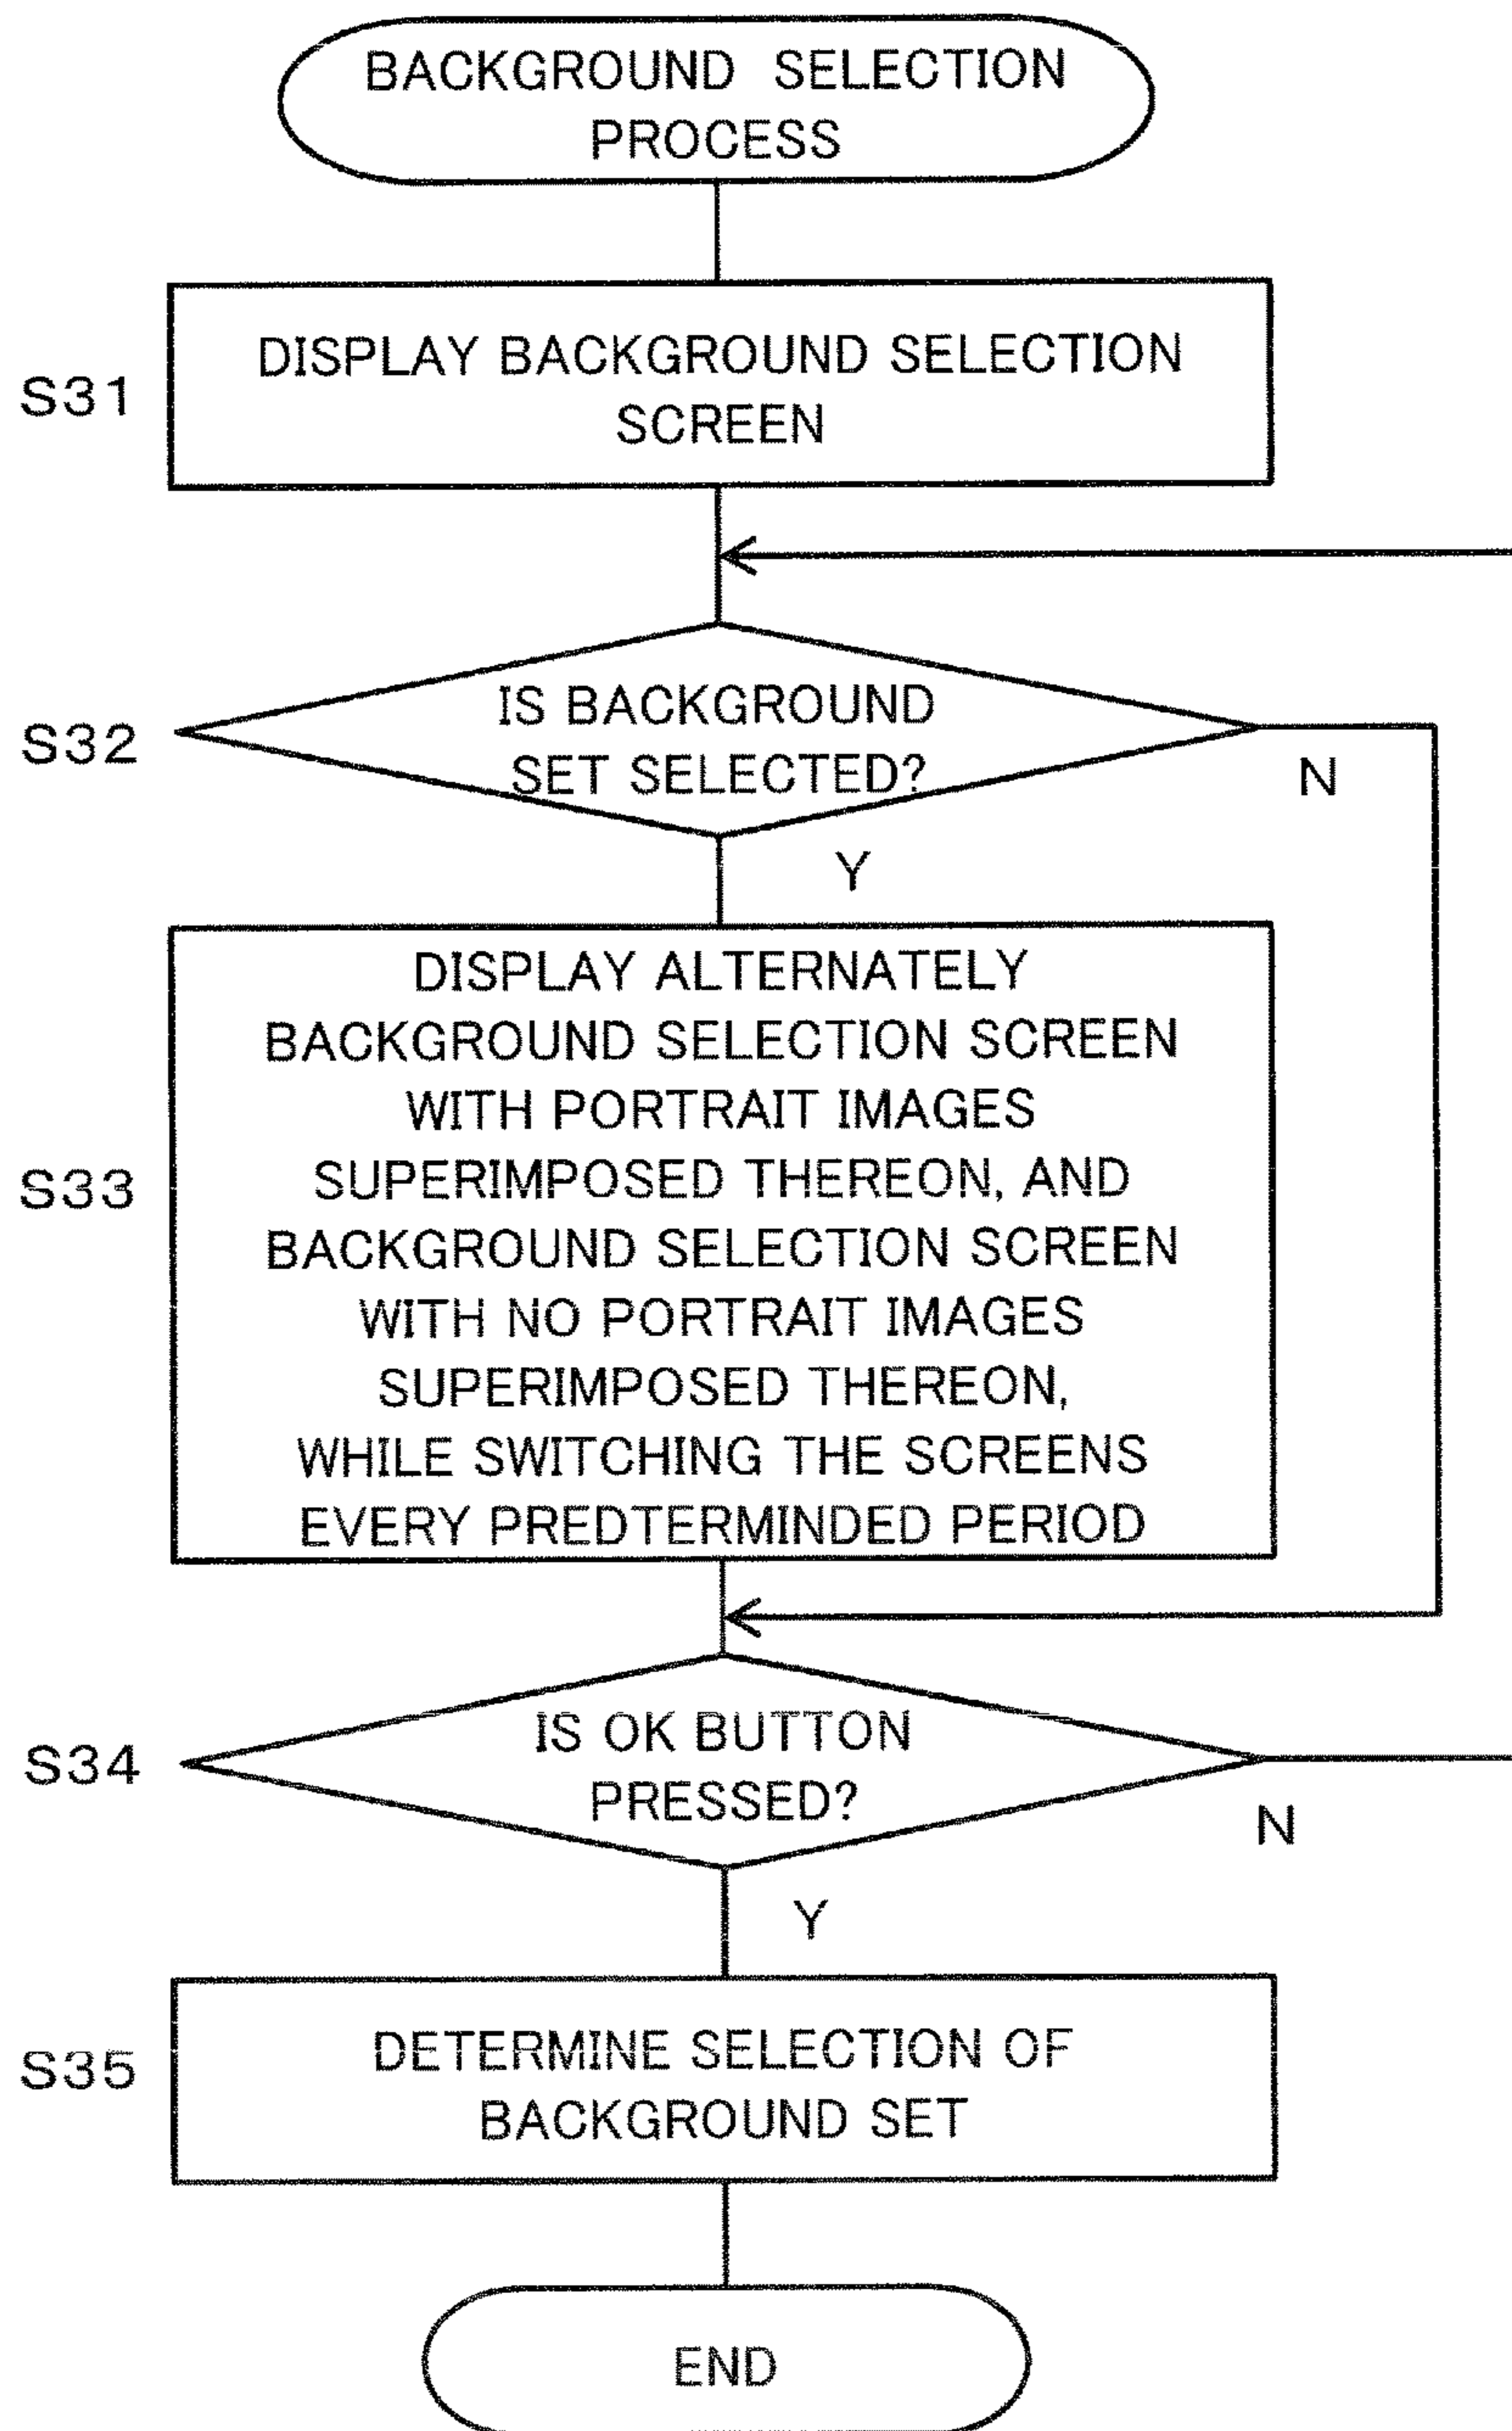 BACKGROUND SELECTION
PROCESS
S31
DISPLAY BACKGROUND SELECTION
SCREEN
S32
IS BACKGROUND
SET SELECTED?
N
Y
S33
DISPLAY ALTERNATELY
BACKGROUND SELECTION SCREEN
WITH PORTRAIT IMAGES
SUPERIMPOSED THEREON, AND
BACKGROUND SELECTION SCREEN
WITH NO PORTRAIT IMAGES
SUPERIMPOSED THEREON,
WHILE SWITCHING THE SCREENS
EVERY PREDTERMINDED PERIOD
S34
IS OK BUTTON
PRESSED?
N
Y
S35
DETERMINE SELECTION OF
BACKGROUND SET
END